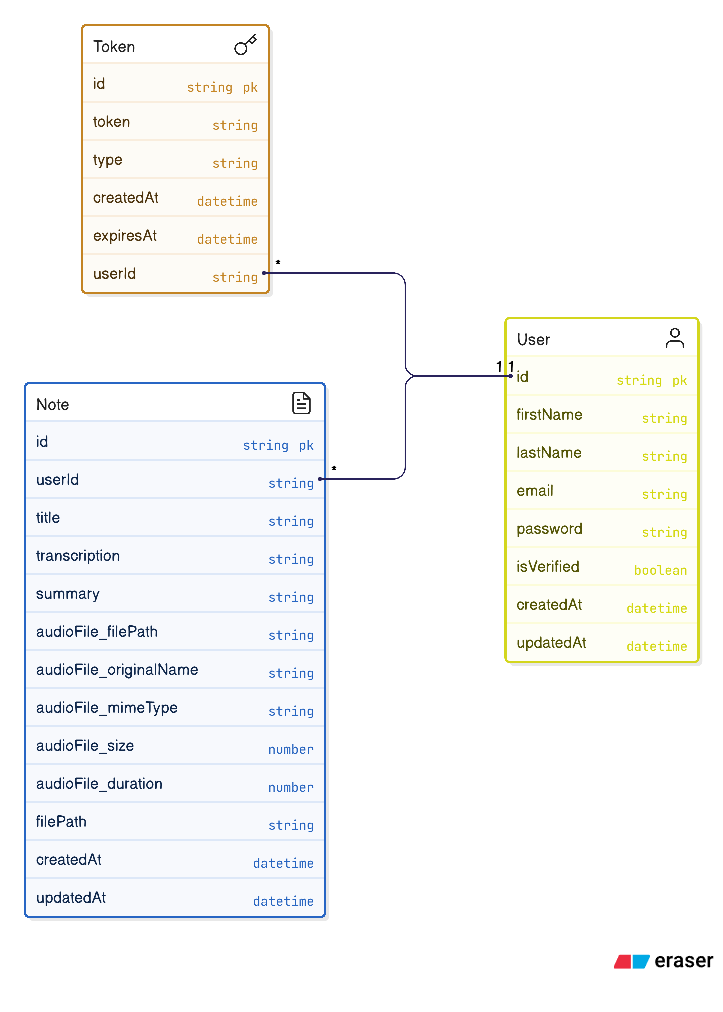 Token
id string pk
token string
type string
createdAt datetime
expiresAt datetime
userId string
*
User
1 1
id string pk
firstName string
lastName string
email string
password string
isVerified boolean
createdAt datetime
updatedAt datetime
Note
id string pk
userId string
*
title string
transcription string
summary string
audioFile_filePath string
audioFile_originalName string
audioFile_mimeType string
audioFile_size number
audioFile_duration number
filePath string
createdAt datetime
updatedAt datetime
eraser